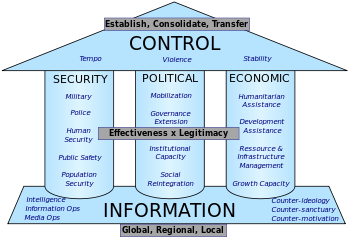 Establish, Consolidate, Transfer
CONTROL
Tempo Violence Stability
SECURITY
Military
Police
Human
Security
Public Safety
Population
Security
POLITICAL
Mobilization
Governance
Extension
Effectiveness x Legitimacy
Institutional
Capacity
Social
Reintegration
ECONOMIC
Humanitarian
Assistance
Development
Assistance
Ressource &
Infrastructure
Management
Growth Capacity
Intelligence
Information Ops
Media Ops
INFORMATION
Counter-ideology
Counter-sanctuary
Counter-motivation
Global, Regional, Local